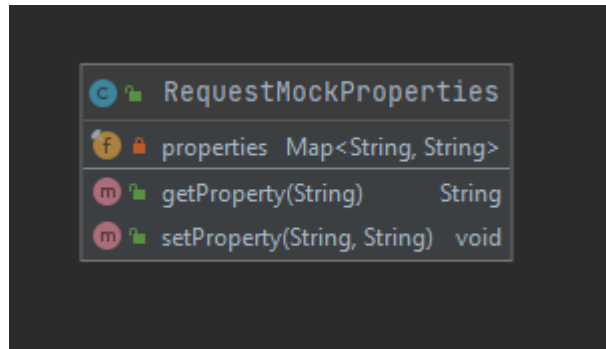 C RequestMockProperties
f properties Map<String, String>
m getProperty(String) String
m setProperty(String, String) void